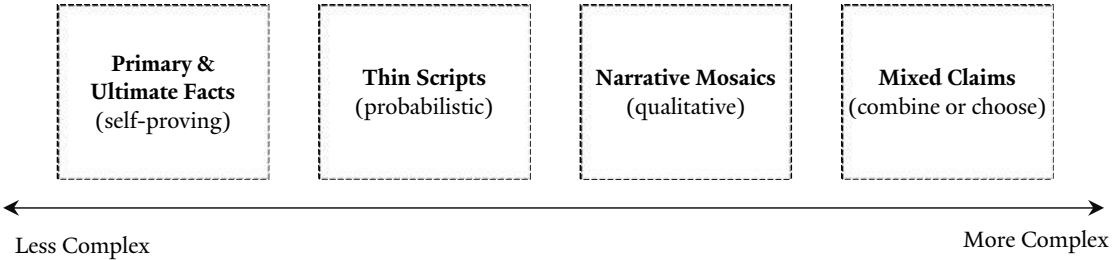 Primary &
Ultimate Facts
(self-proving)
Thin Scripts
(probabilistic)
Narrative Mosaics
(qualitative)
Mixed Claims
(combine or choose)
Less Complex
More Complex